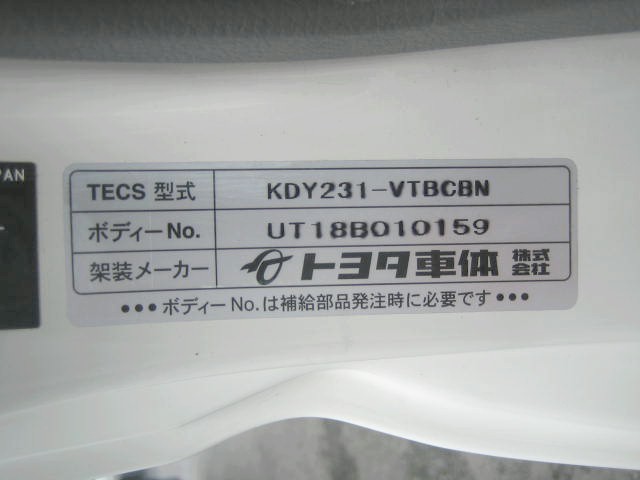 PAN
TECS 型式 KDY231-VTBCBN
ボディーNo. UT18B010159
架装メーカー トヨタ車体 株式会社
•••ボディーNo.は補給部品発注時に必要です•••